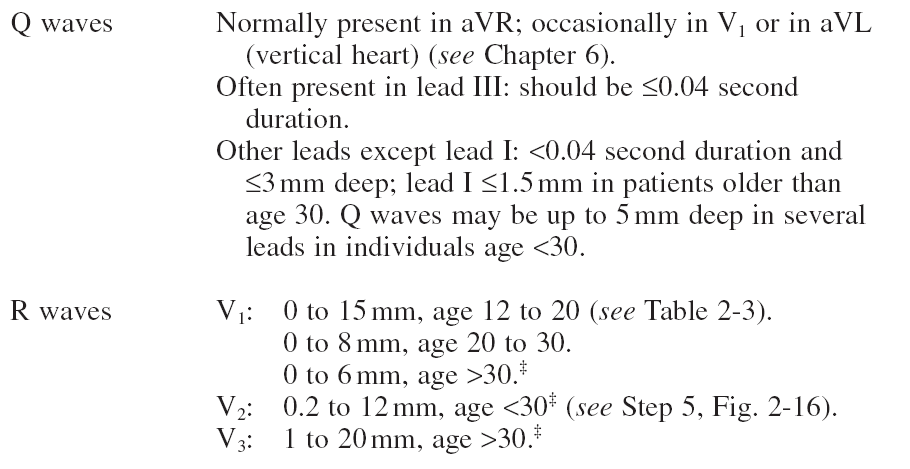 Q waves Normally present in aVR; occasionally in V₁ or in aVL
(vertical heart) (see Chapter 6).
Often present in lead III: should be ≤0.04 second
duration.
Other leads except lead I: <0.04 second duration and
≤3 mm deep; lead I ≤1.5 mm in patients older than
age 30. Q waves may be up to 5 mm deep in several
leads in individuals age <30.
R waves V₁: 0 to 15 mm, age 12 to 20 (see Table 2-3).
0 to 8 mm, age 20 to 30.
0 to 6 mm, age >30.‡
V₂: 0.2 to 12 mm, age <30‡ (see Step 5, Fig. 2-16).
V₃: 1 to 20 mm, age >30.‡